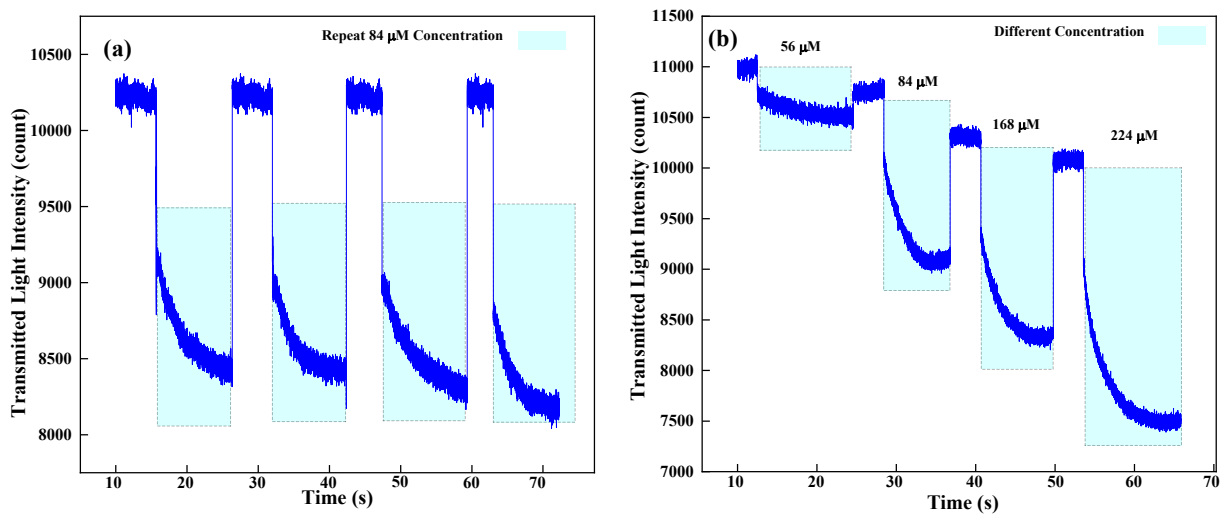 (a)
Repeat 84 μM Concentration
10500
10000
9500
9000
8500
8000
Transmitted Light Intensity (count)
10 20 30 40 50 60 70
Time (s)
(b)
Different Concentration
56 μM
84 μM
168 μM
224 μM
11500
11000
10500
10000
9500
9000
8500
8000
7500
7000
Transmitted Light Intensity (count)
10 20 30 40 50 60 70
Time (s)